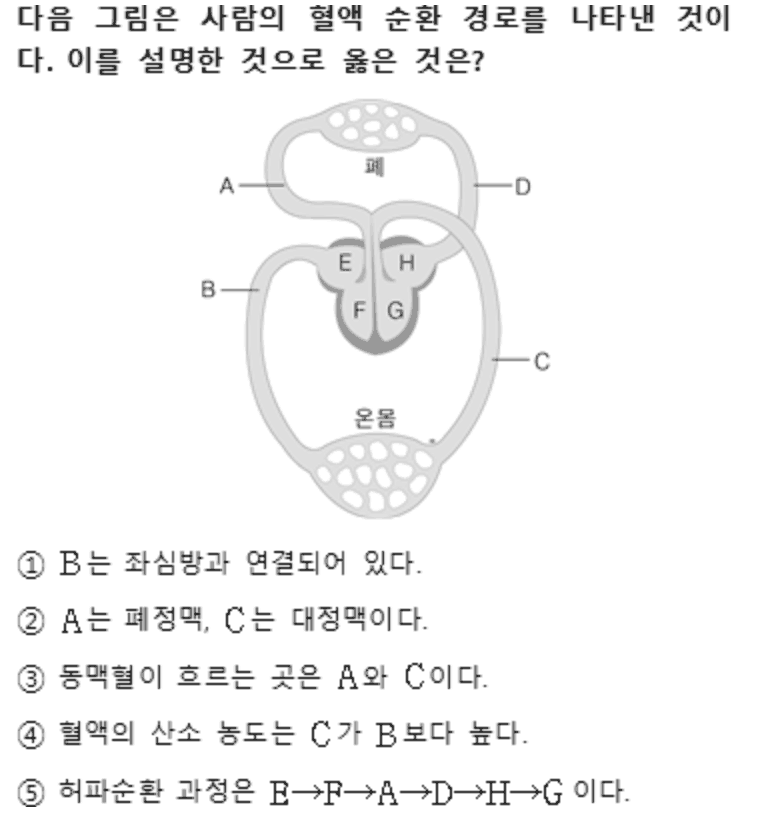 다음 그림은 사람의 혈액 순환 경로를 나타낸 것이
다. 이를 설명한 것으로 옳은 것은?
폐
A
D
E
H
B
F
G
C
온몸
① B는 좌심방과 연결되어 있다.
② A는 폐정맥, C는 대정맥이다.
③ 동맥혈이 흐르는 곳은 A와 C이다.
④ 혈액의 산소 농도는 C가 B보다 높다.
⑤ 허파순환 과정은 E→F→A→D→H→G 이다.